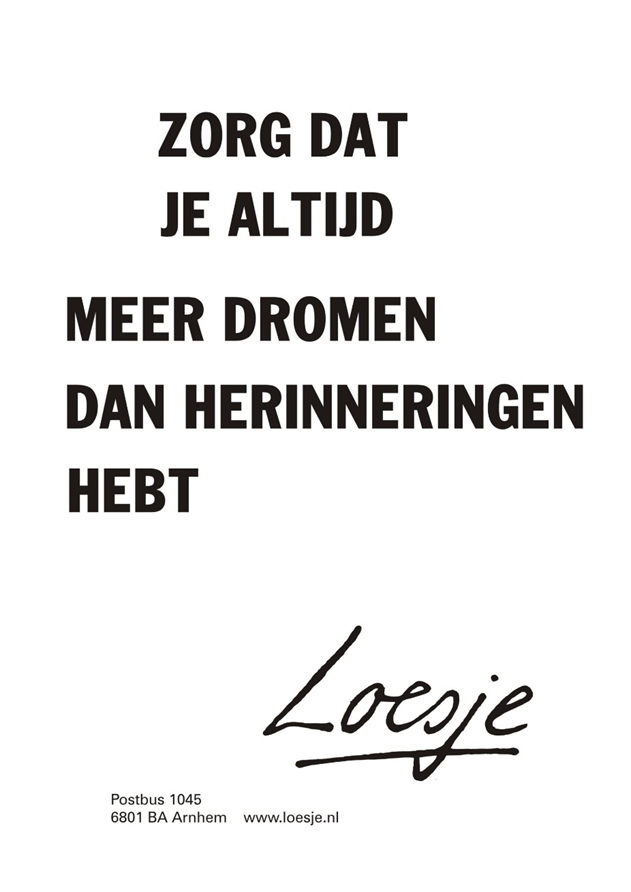 ZORG DAT
JE ALTIJD
MEER DROMEN
DAN HERINNERINGEN
HEBT
Loesje
Postbus 1045
6801 BA Arnhem www.loesje.nl